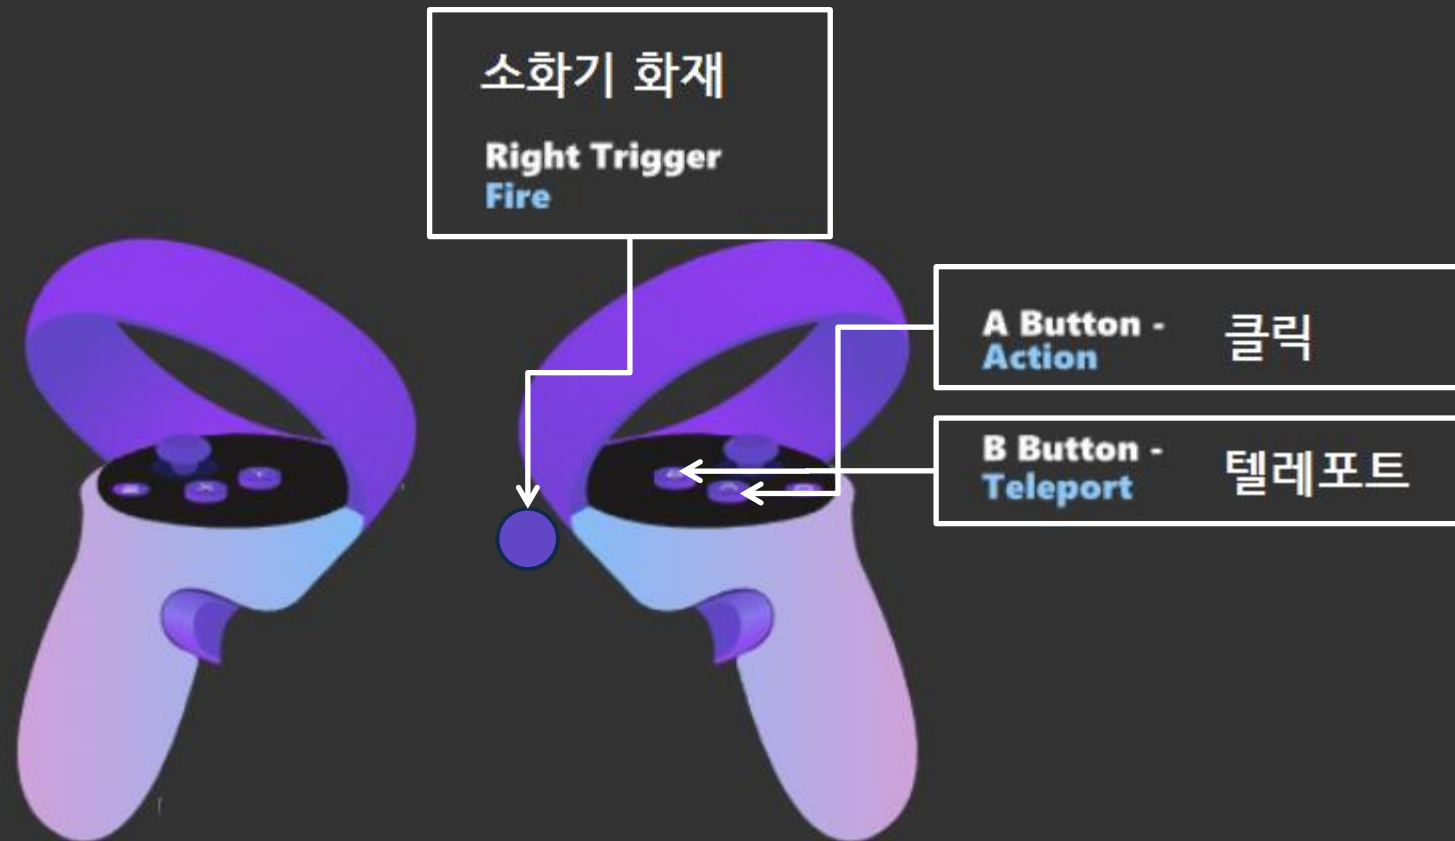 소화기 화재
Right Trigger
Fire
A Button -
Action
클릭
B Button -
Teleport
텔레포트
X
Y